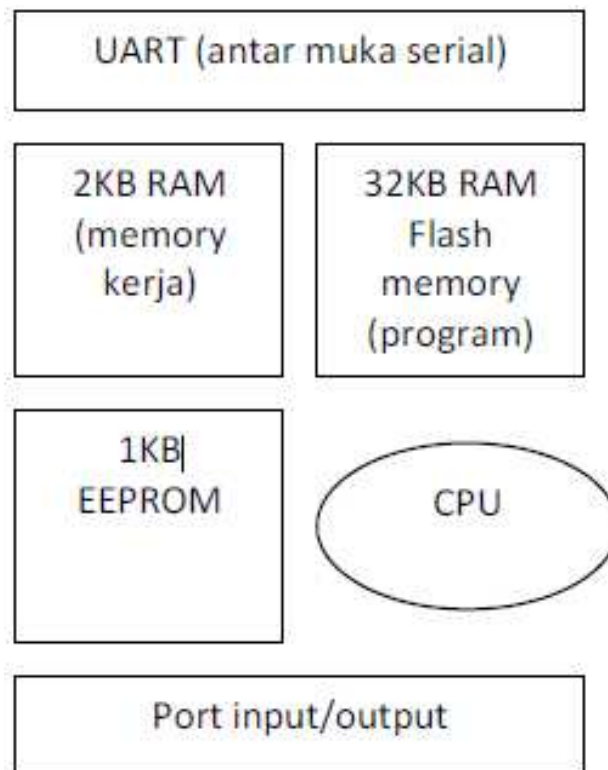 UART (antar muka serial)
2KB RAM
(memory
kerja)
32KB RAM
Flash
memory
(program)
1KB
EEPROM
CPU
Port input/output